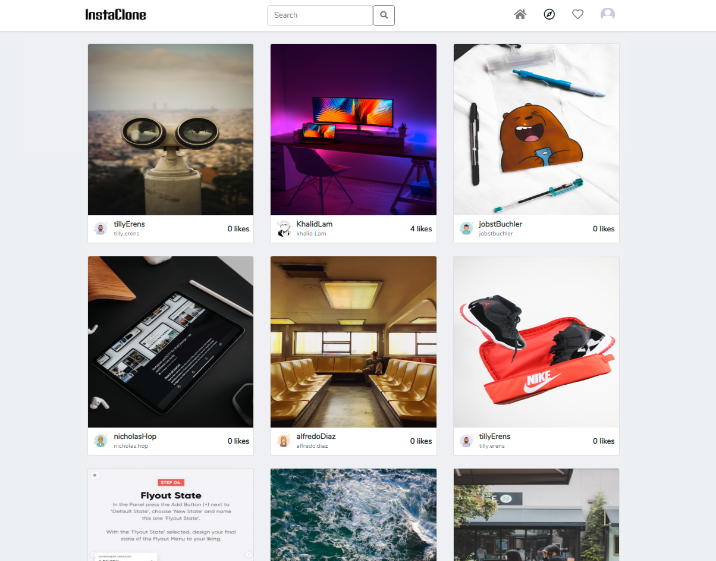 InstaClone
Search
tillyErens
0 likes
tilly.erens
KhalidLam
4 likes
khalid Lam
jobstBuchler
0 likes
jobstbuchler
nicholasHop
0 likes
nicholas.hop
alfredoDiaz
0 likes
alfredo.diaz
NIKE
tillyErens
0 likes
tilly.erens
STEP 04.
Flyout State
In the Panel press the Add Button (+) next to
'Default State', choose 'New State' and name
this one 'Flyout State'.
With the 'Flyout State' selected, design your final
state of the Flyout Menu to your liking.